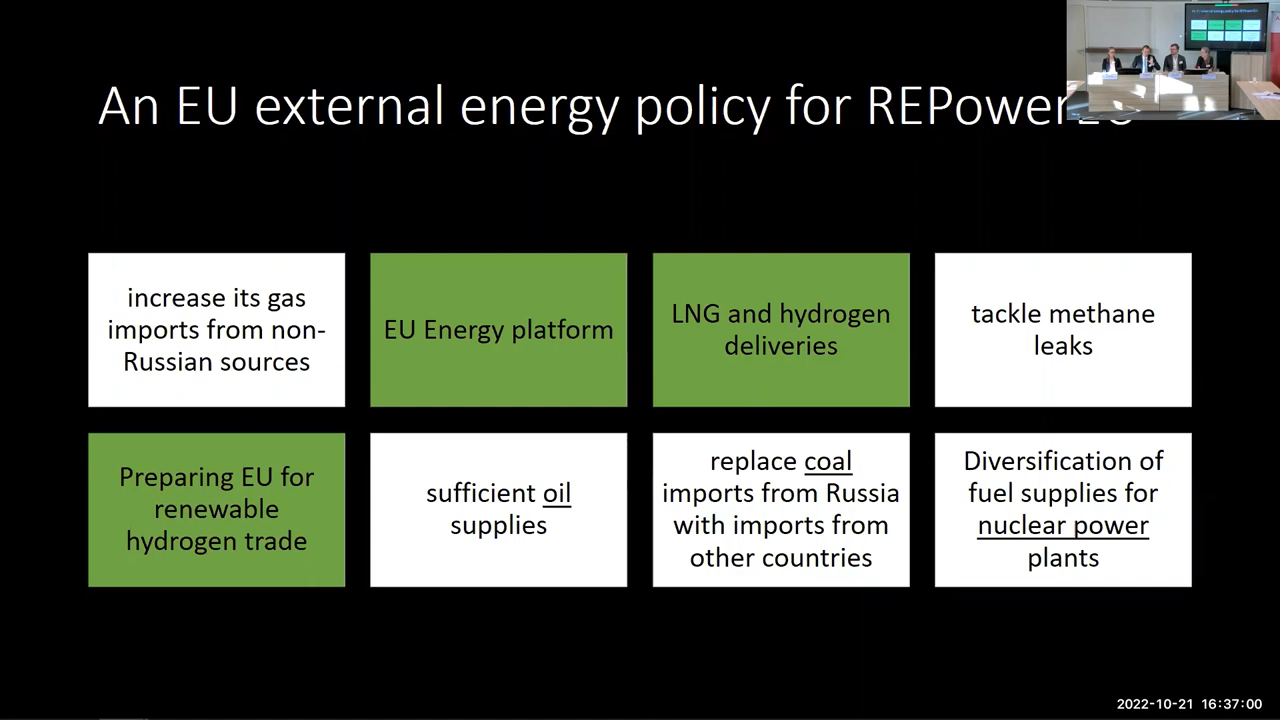 An EU external energy policy for REPowerEU
increase its gas
imports from non-
Russian sources
EU Energy platform
LNG and hydrogen
deliveries
tackle methane
leaks
Preparing EU for
renewable
hydrogen trade
sufficient oil
supplies
replace coal
imports from Russia
with imports from
other countries
Diversification of
fuel supplies for
nuclear power
plants
2022-10-21 16:37:00